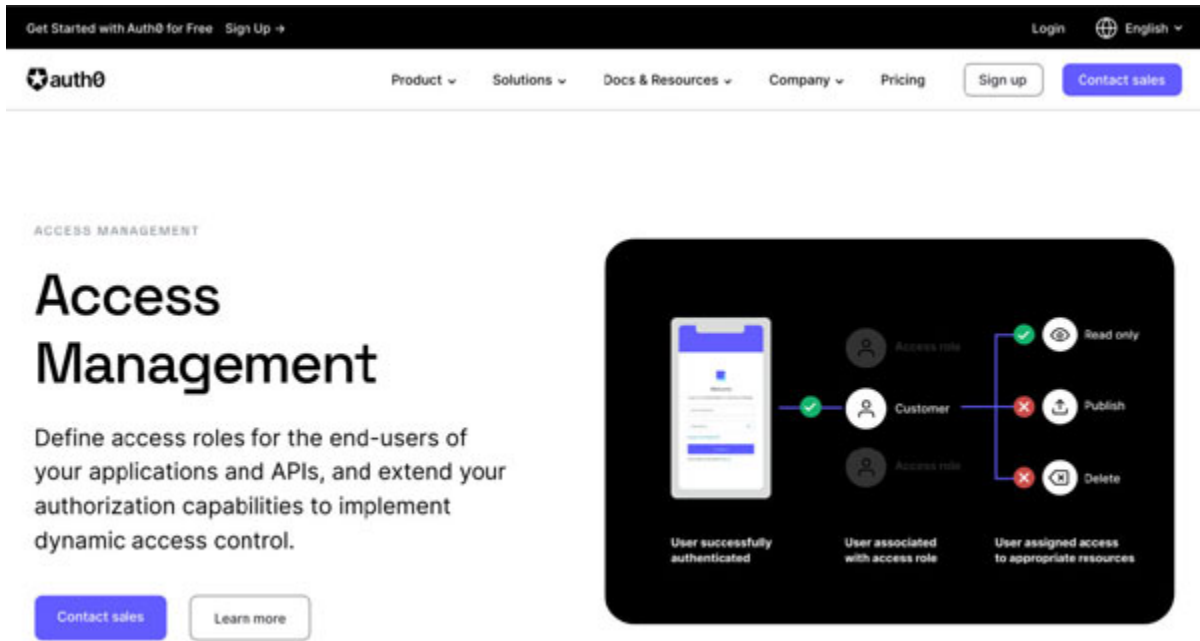 Get Started with Auth0 for Free Sign Up →
Login English
auth0
Product
Solutions
Docs & Resources
Company
Pricing
Sign up
Contact sales
ACCESS MANAGEMENT
Access
Management
Define access roles for the end-users of
your applications and APIs, and extend your
authorization capabilities to implement
dynamic access control.
Contact sales
Learn more
Welcome
Access role
Customer
Access role
Read only
Publish
Delete
User successfully
authenticated
User associated
with access role
User assigned access
to appropriate resources